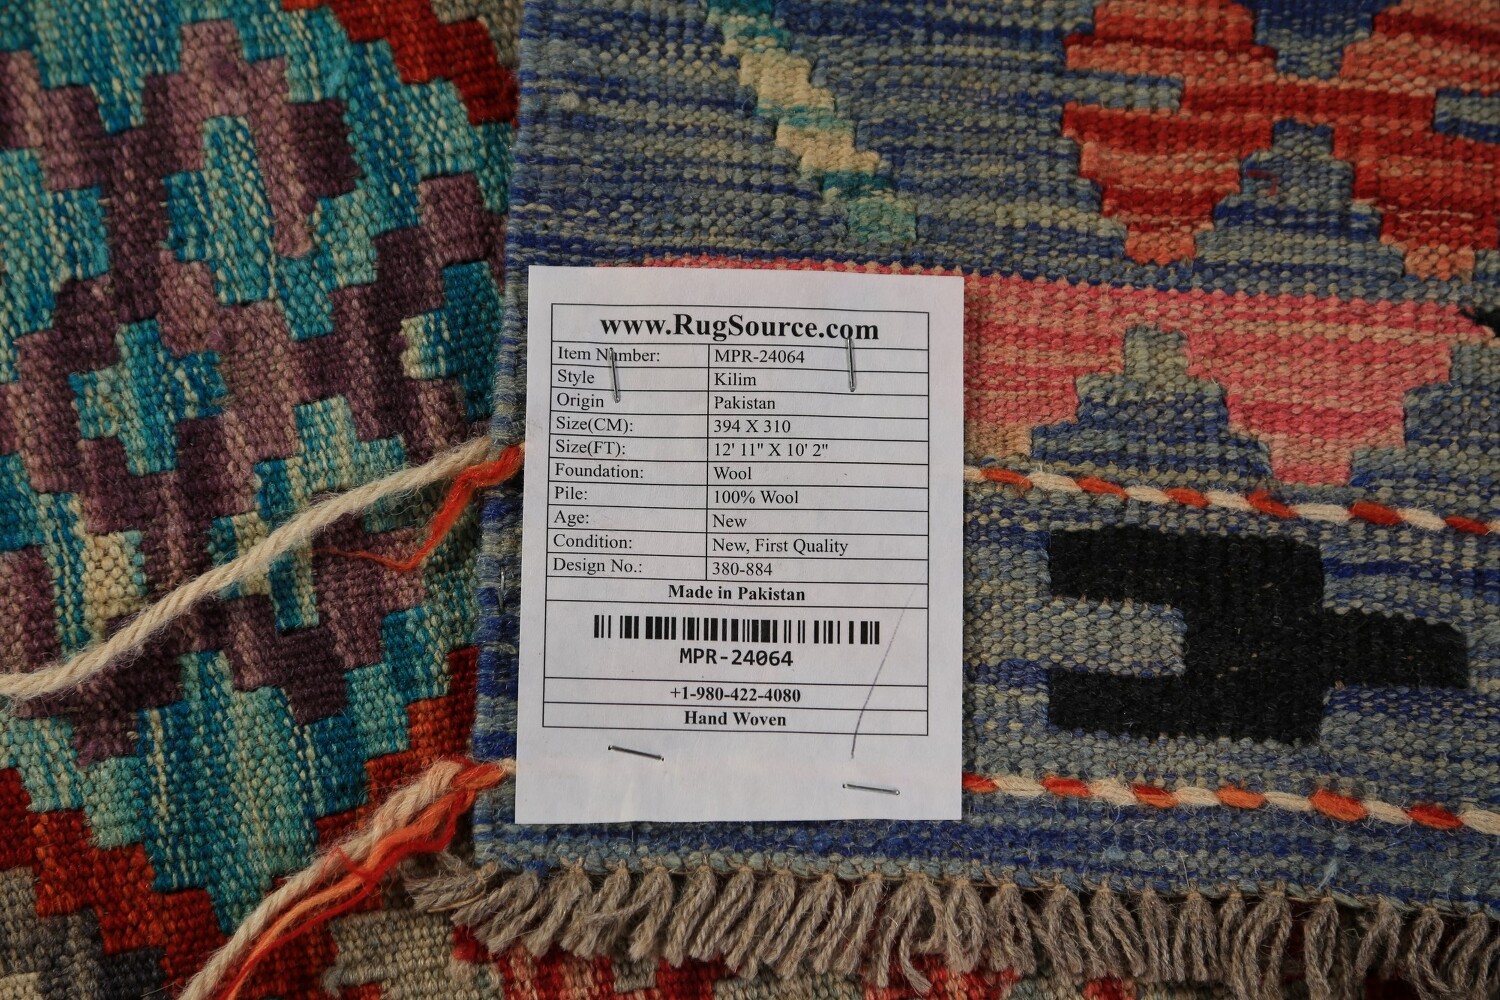 www.RugSource.com
Item Number: MPR-24064
Style Kilim
Origin Pakistan
Size(CM): 394 X 310
Size(FT): 12' 11" X 10' 2"
Foundation: Wool
Pile: 100% Wool
Age: New
Condition: New, First Quality
Design No.: 380-884
Made in Pakistan
MPR-24064
+1-980-422-4080
Hand Woven